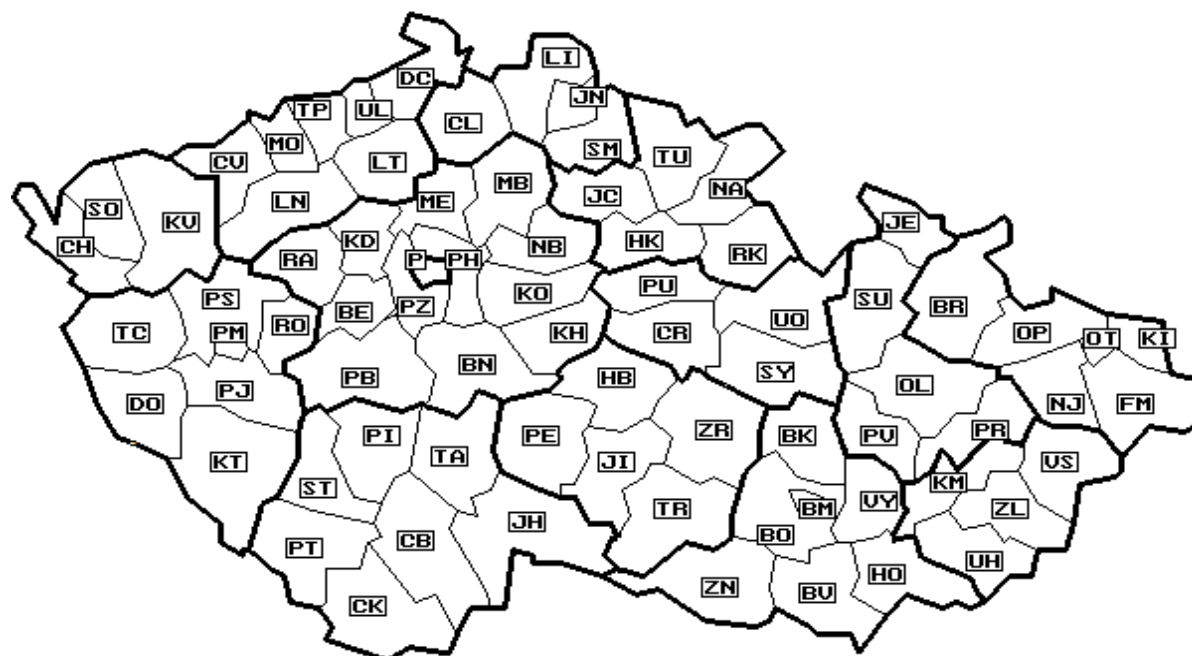 LI
DC
JN
TP
UL
CL
MO
SM
CV
LT
TU
MB
NA
LN
ME
JC
SO
KV
KD
HK
JE
CH
RA
P
PH
NB
RK
PS
BE
PZ
KO
PU
SU
BR
TC
PM
RO
CR
UO
OP
OT
KI
KH
BN
PB
HB
SY
OL
DO
PJ
NJ
FM
PI
PE
ZR
BK
PV
PR
KT
TA
JI
VS
ST
KM
JH
TR
BM
VY
ZL
PT
CB
BO
UH
HO
CK
ZN
BV